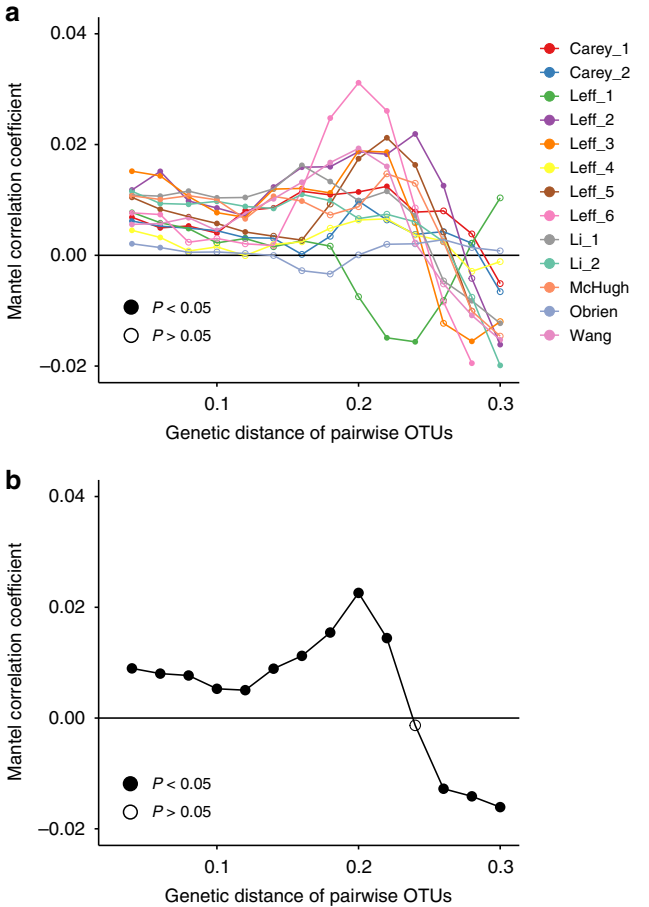 a
0.04
0.02
0.00
−0.02
Mantel correlation coefficient
P < 0.05
P > 0.05
0.1
0.2
0.3
Genetic distance of pairwise OTUs
Carey_1
Carey_2
Leff_1
Leff_2
Leff_3
Leff_4
Leff_5
Leff_6
Li_1
Li_2
McHugh
Obrien
Wang
b
0.04
0.02
0.00
−0.02
Mantel correlation coefficient
P < 0.05
P > 0.05
0.1
0.2
0.3
Genetic distance of pairwise OTUs